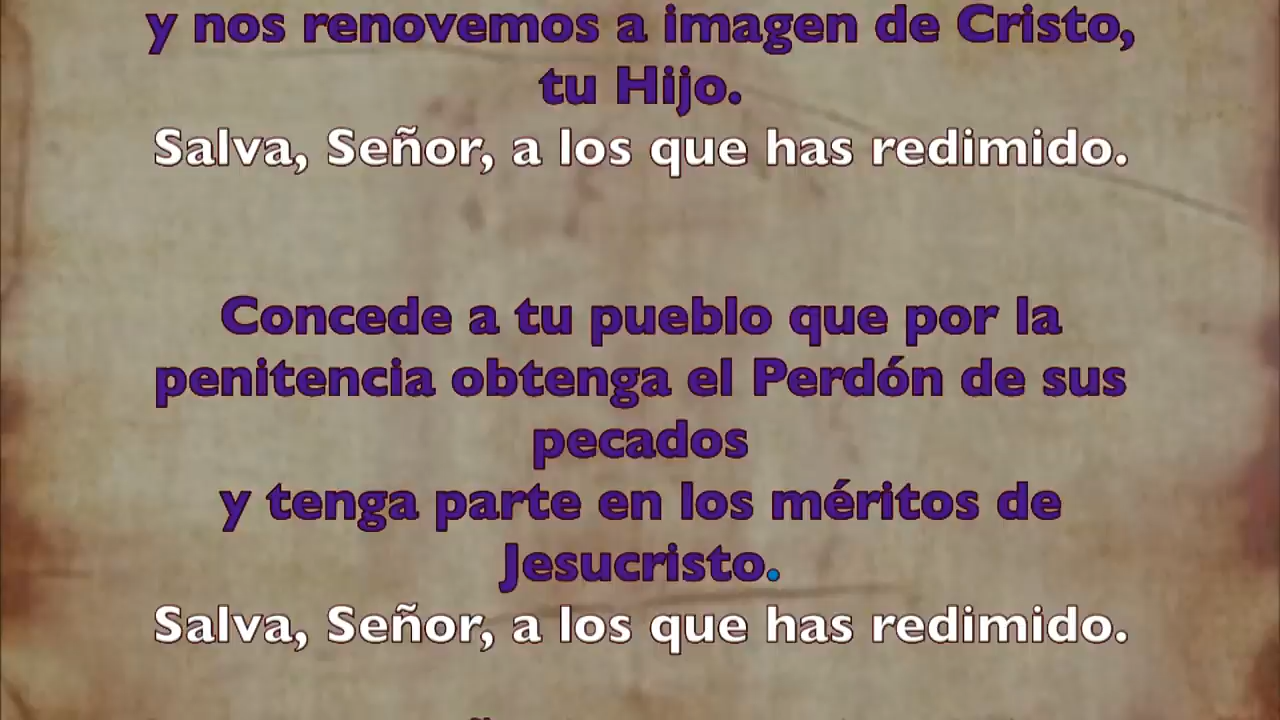 y nos renovemos a imagen de Cristo,
tu Hijo.
Salva, Señor, a los que has redimido.
Concede a tu pueblo que por la
penitencia obtenga el Perdón de sus
pecados
y tenga parte en los méritos de
Jesucristo.
Salva, Señor, a los que has redimido.